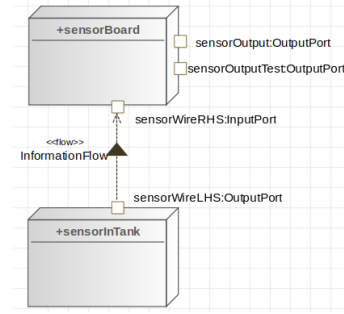 +sensorBoard
sensorOutput:OutputPort
sensorOutputTest:OutputPort
sensorWireRHS:InputPort
<<flow>>
InformationFlow
sensorWireLHS:OutputPort
+sensorInTank